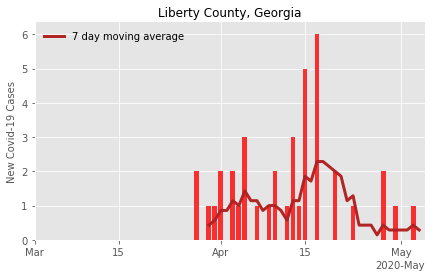 Liberty County, Georgia
7 day moving average
New Covid-19 Cases
6
5
4
3
2
1
0
Mar 15 Apr 15 May
2020-May